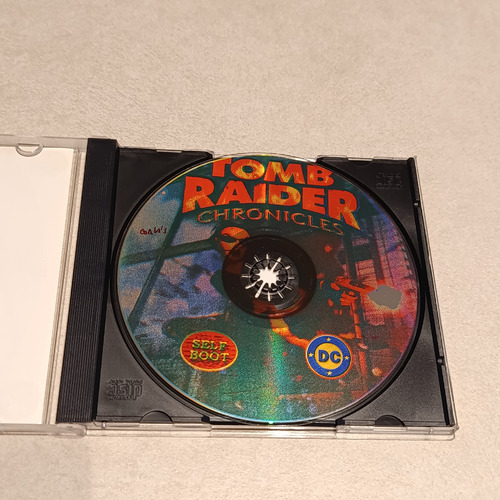 TOMB
RAIDER
CHRONICLES
SELF
BOOT
DC